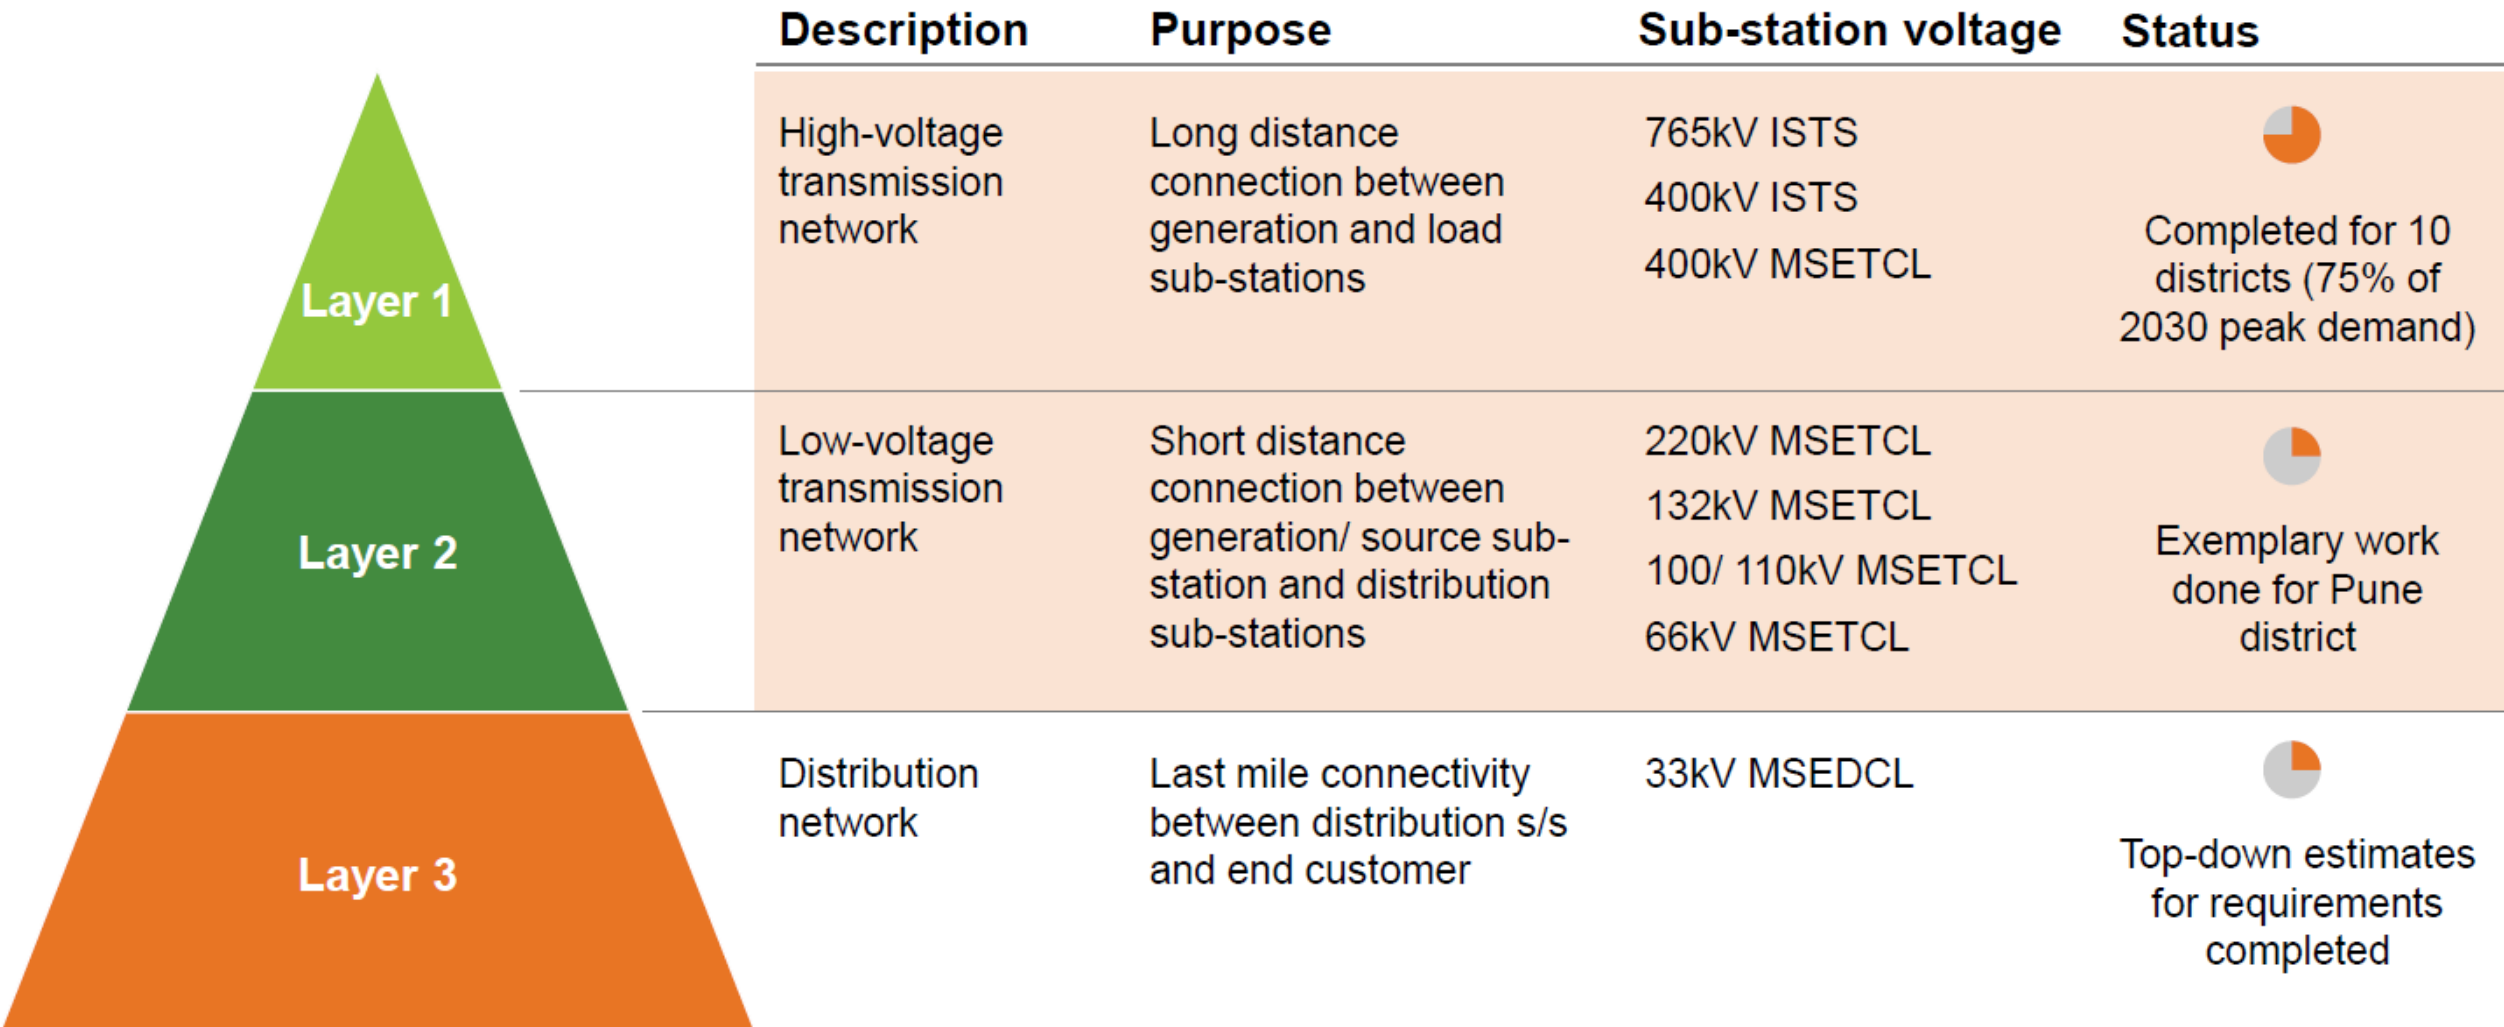 Description
Purpose
Sub-station voltage
Status
Layer 1
High-voltage
transmission
network
Long distance
connection between
generation and load
sub-stations
765kV ISTS
400kV ISTS
400kV MSETCL
Completed for 10
districts (75% of
2030 peak demand)
Layer 2
Low-voltage
transmission
network
Short distance
connection between
generation/ source sub-
station and distribution
sub-stations
220kV MSETCL
132kV MSETCL
100/ 110kV MSETCL
66kV MSETCL
Exemplary work
done for Pune
district
Layer 3
Distribution
network
Last mile connectivity
between distribution s/s
and end customer
33kV MSEDCL
Top-down estimates
for requirements
completed